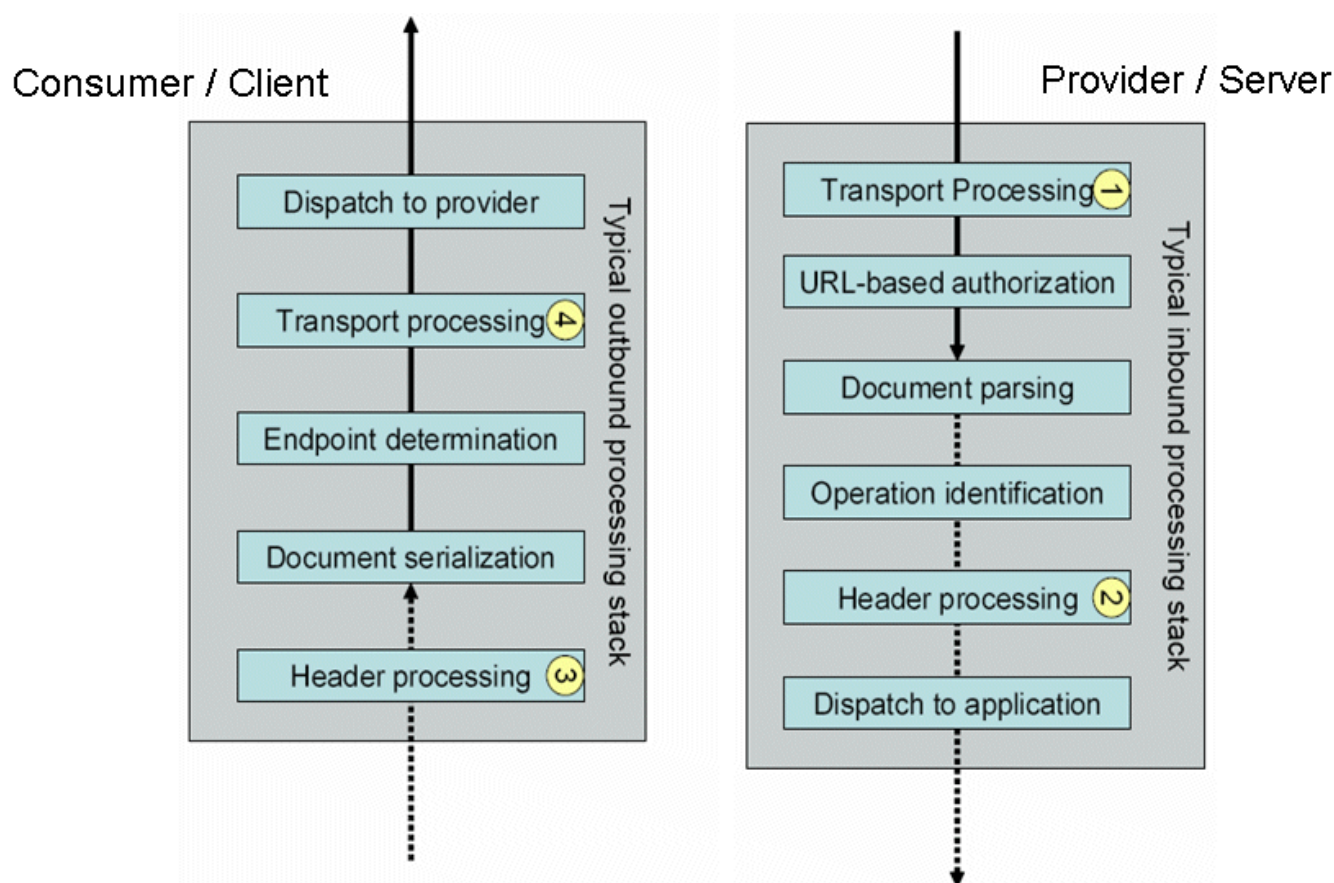 Consumer / Client
Dispatch to provider
Transport processing 4
Endpoint determination
Document serialization
Header processing 3
Typical outbound processing stack
Provider / Server
Transport Processing 1
URL-based authorization
Document parsing
Operation identification
Header processing 2
Dispatch to application
Typical inbound processing stack